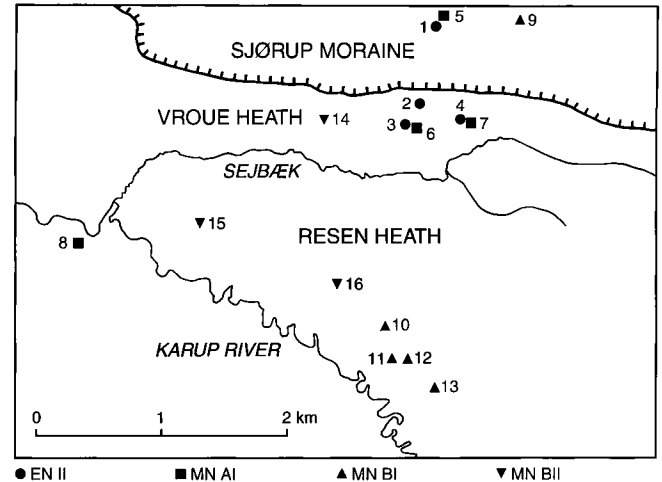 5
1
9
SJØRUP MORAINE
2
4
VROUE HEATH
14
3
6
7
SEJBÆK
15
RESEN HEATH
8
16
10
KARUP RIVER
11
12
13
0 1 2 km
EN II MN AI MN BI MN BII